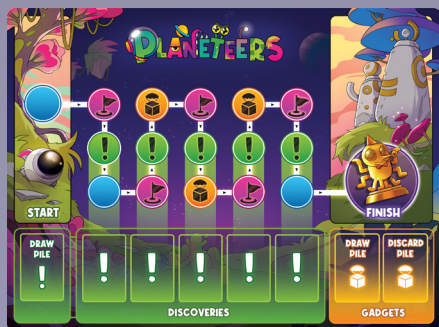 PLANETEERS
START
FINISH
DRAW
PILE
!
! ! ! ! !
DISCOVERIES
DRAW
PILE
DISCARD
PILE
GADGETS